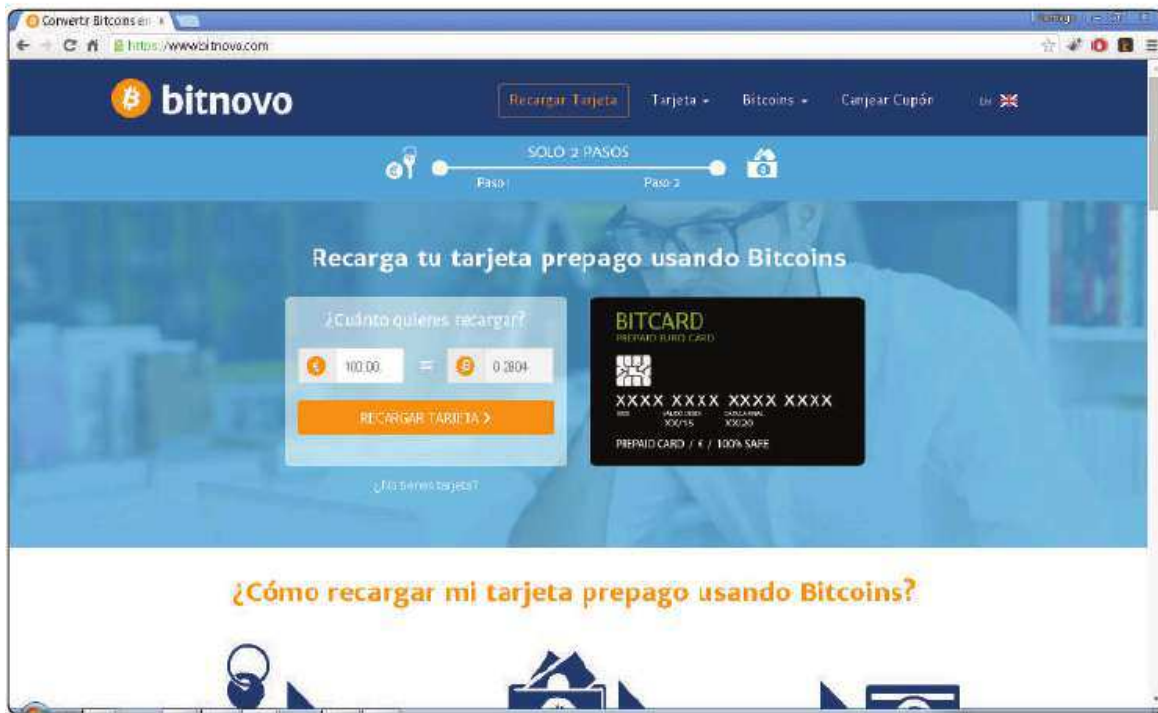 Convertir Bitcoins en
https://www.bitnovo.com
bitnovo
Recargar Tarjeta
Tarjeta
Bitcoins
Canjear Cupón
EN
SOLO 2 PASOS
Paso 1
Paso 2
Recarga tu tarjeta prepago usando Bitcoins
¿Cuánto quieres recargar?
100.00
=
0.2804
RECARGAR TARJETA >
¿No tienes tarjeta?
BITCARD
PREPAID EURO CARD
XXXX XXXX XXXX XXXX
XX/15
XX/20
PREPAID CARD / € / 100% SAFE
¿Cómo recargar mi tarjeta prepago usando Bitcoins?